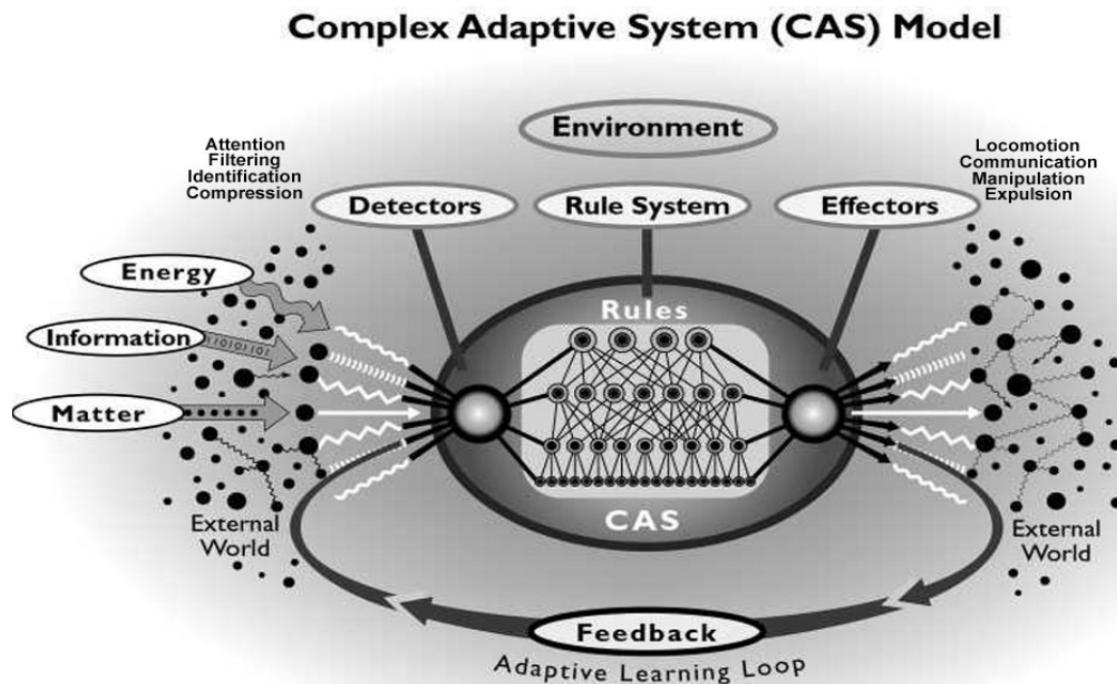 Complex Adaptive System (CAS) Model
Environment
Attention
Filtering
Identification
Compression
Locomotion
Communication
Manipulation
Expulsion
Detectors
Rule System
Effectors
Energy
Information
11010101101
Matter
Rules
CAS
External
World
External
World
Feedback
Adaptive Learning Loop